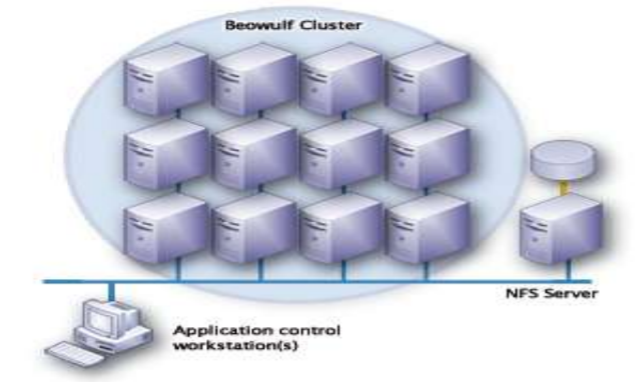 Beowulf Cluster
NFS Server
Application control
workstation(s)